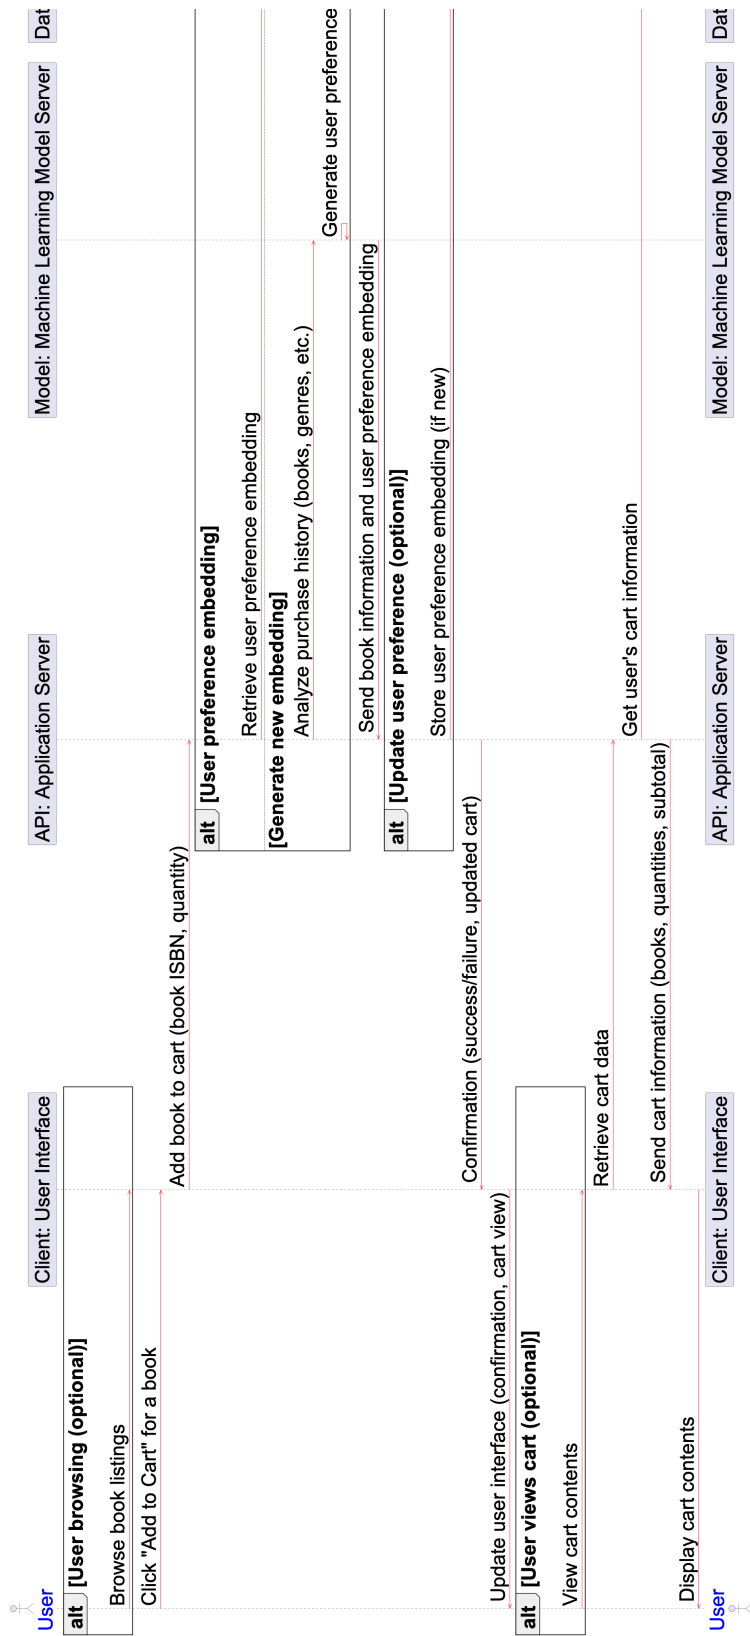 User
Client: User Interface
API: Application Server
Model: Machine Learning Model Server
Dat
alt [User browsing (optional)]
Browse book listings
Click "Add to Cart" for a book
Add book to cart (book ISBN, quantity)
alt [User preference embedding]
Retrieve user preference embedding
[Generate new embedding]
Analyze purchase history (books, genres, etc.)
Generate user preference
Send book information and user preference embedding
alt [Update user preference (optional)]
Store user preference embedding (if new)
Confirmation (success/failure, updated cart)
Update user interface (confirmation, cart view)
alt [User views cart (optional)]
View cart contents
Retrieve cart data
Get user's cart information
Send cart information (books, quantities, subtotal)
Display cart contents
User
Client: User Interface
API: Application Server
Model: Machine Learning Model Server
Dat